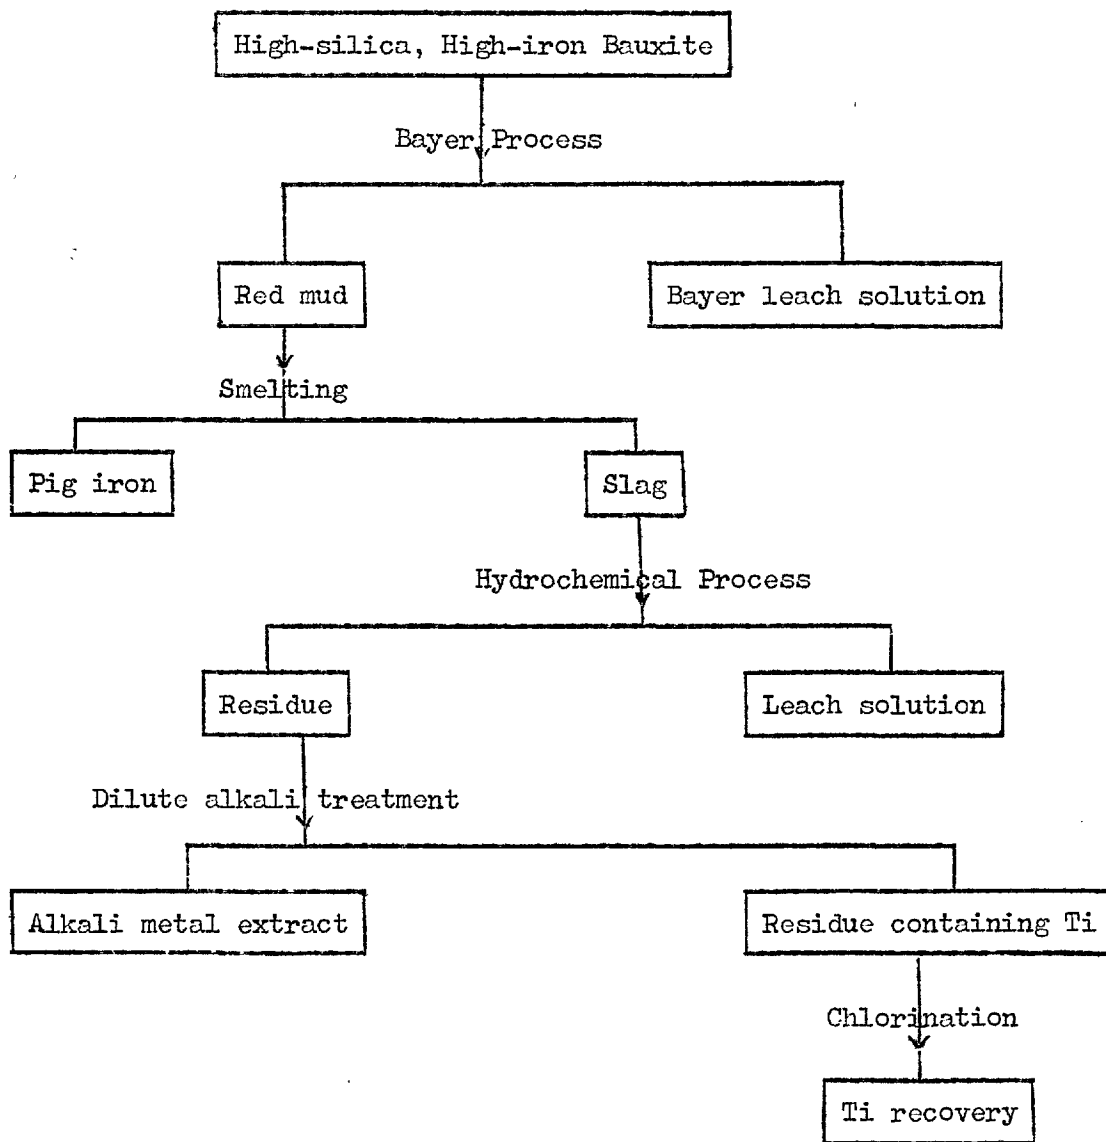 High-silica, High-iron Bauxite
Bayer Process
Red mud
Bayer leach solution
Smelting
Pig iron
Slag
Hydrochemical Process
Residue
Leach solution
Dilute alkali treatment
Alkali metal extract
Residue containing Ti
Chlorination
Ti recovery